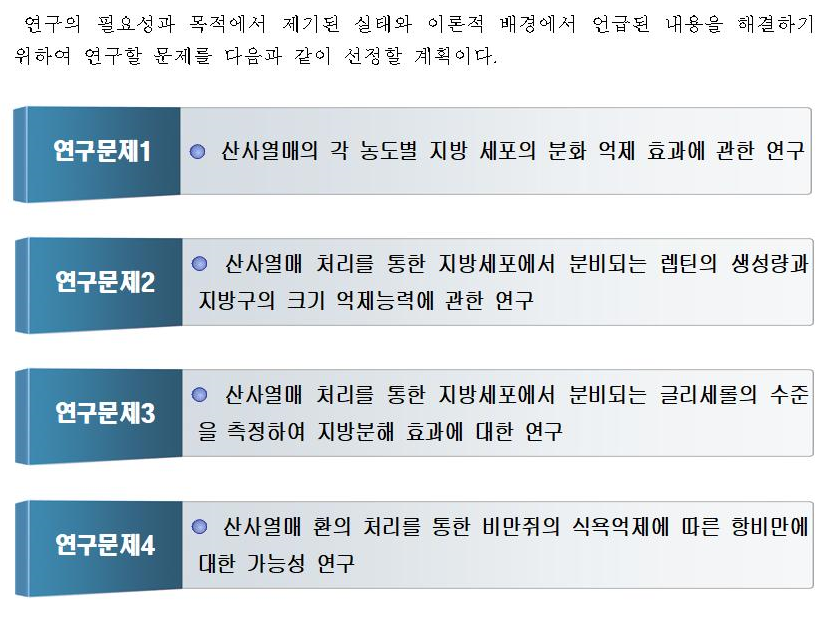 연구의 필요성과 목적에서 제기된 실태와 이론적 배경에서 언급된 내용을 해결하기
위하여 연구할 문제를 다음과 같이 선정할 계획이다.
연구문제1
산사열매의 각 농도별 지방 세포의 분화 억제 효과에 관한 연구
연구문제2
산사열매 처리를 통한 지방세포에서 분비되는 렙틴의 생성량과
지방구의 크기 억제능력에 관한 연구
연구문제3
산사열매 처리를 통한 지방세포에서 분비되는 글리세롤의 수준
을 측정하여 지방분해 효과에 대한 연구
연구문제4
산사열매 환의 처리를 통한 비만쥐의 식욕억제에 따른 항비만에
대한 가능성 연구